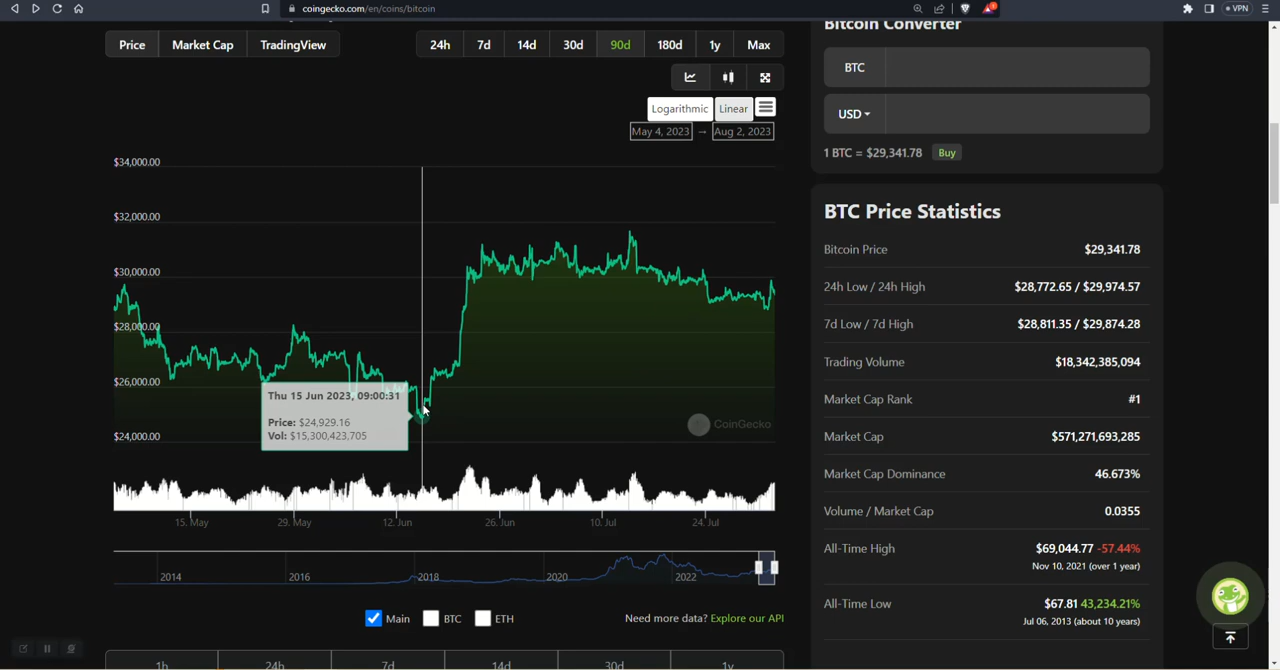 coingecko.com/en/coins/bitcoin
VPN
Price Market Cap TradingView
24h 7d 14d 30d 90d 180d 1y Max
Logarithmic Linear
May 4, 2023 → Aug 2, 2023
$34,000.00
$32,000.00
$30,000.00
$28,000.00
$26,000.00
$24,000.00
Thu 15 Jun 2023, 09:00:31
Price: $24,929.16
Vol: $15,300,423,705
CoinGecko
15. May 29. May 12. Jun 26. Jun 10. Jul 24. Jul
2014 2016 2018 2020 2022
Main BTC ETH
Need more data? Explore our API
1h 24h 7d 14d 30d 1y
Bitcoin Converter
BTC
USD
1 BTC = $29,341.78 Buy
BTC Price Statistics
Bitcoin Price $29,341.78
24h Low / 24h High $28,772.65 / $29,974.57
7d Low / 7d High $28,811.35 / $29,874.28
Trading Volume $18,342,385,094
Market Cap Rank #1
Market Cap $571,271,693,285
Market Cap Dominance 46.673%
Volume / Market Cap 0.0355
All-Time High $69,044.77 -57.44%
Nov 10, 2021 (over 1 year)
All-Time Low $67.81 43,234.21%
Jul 06, 2013 (about 10 years)